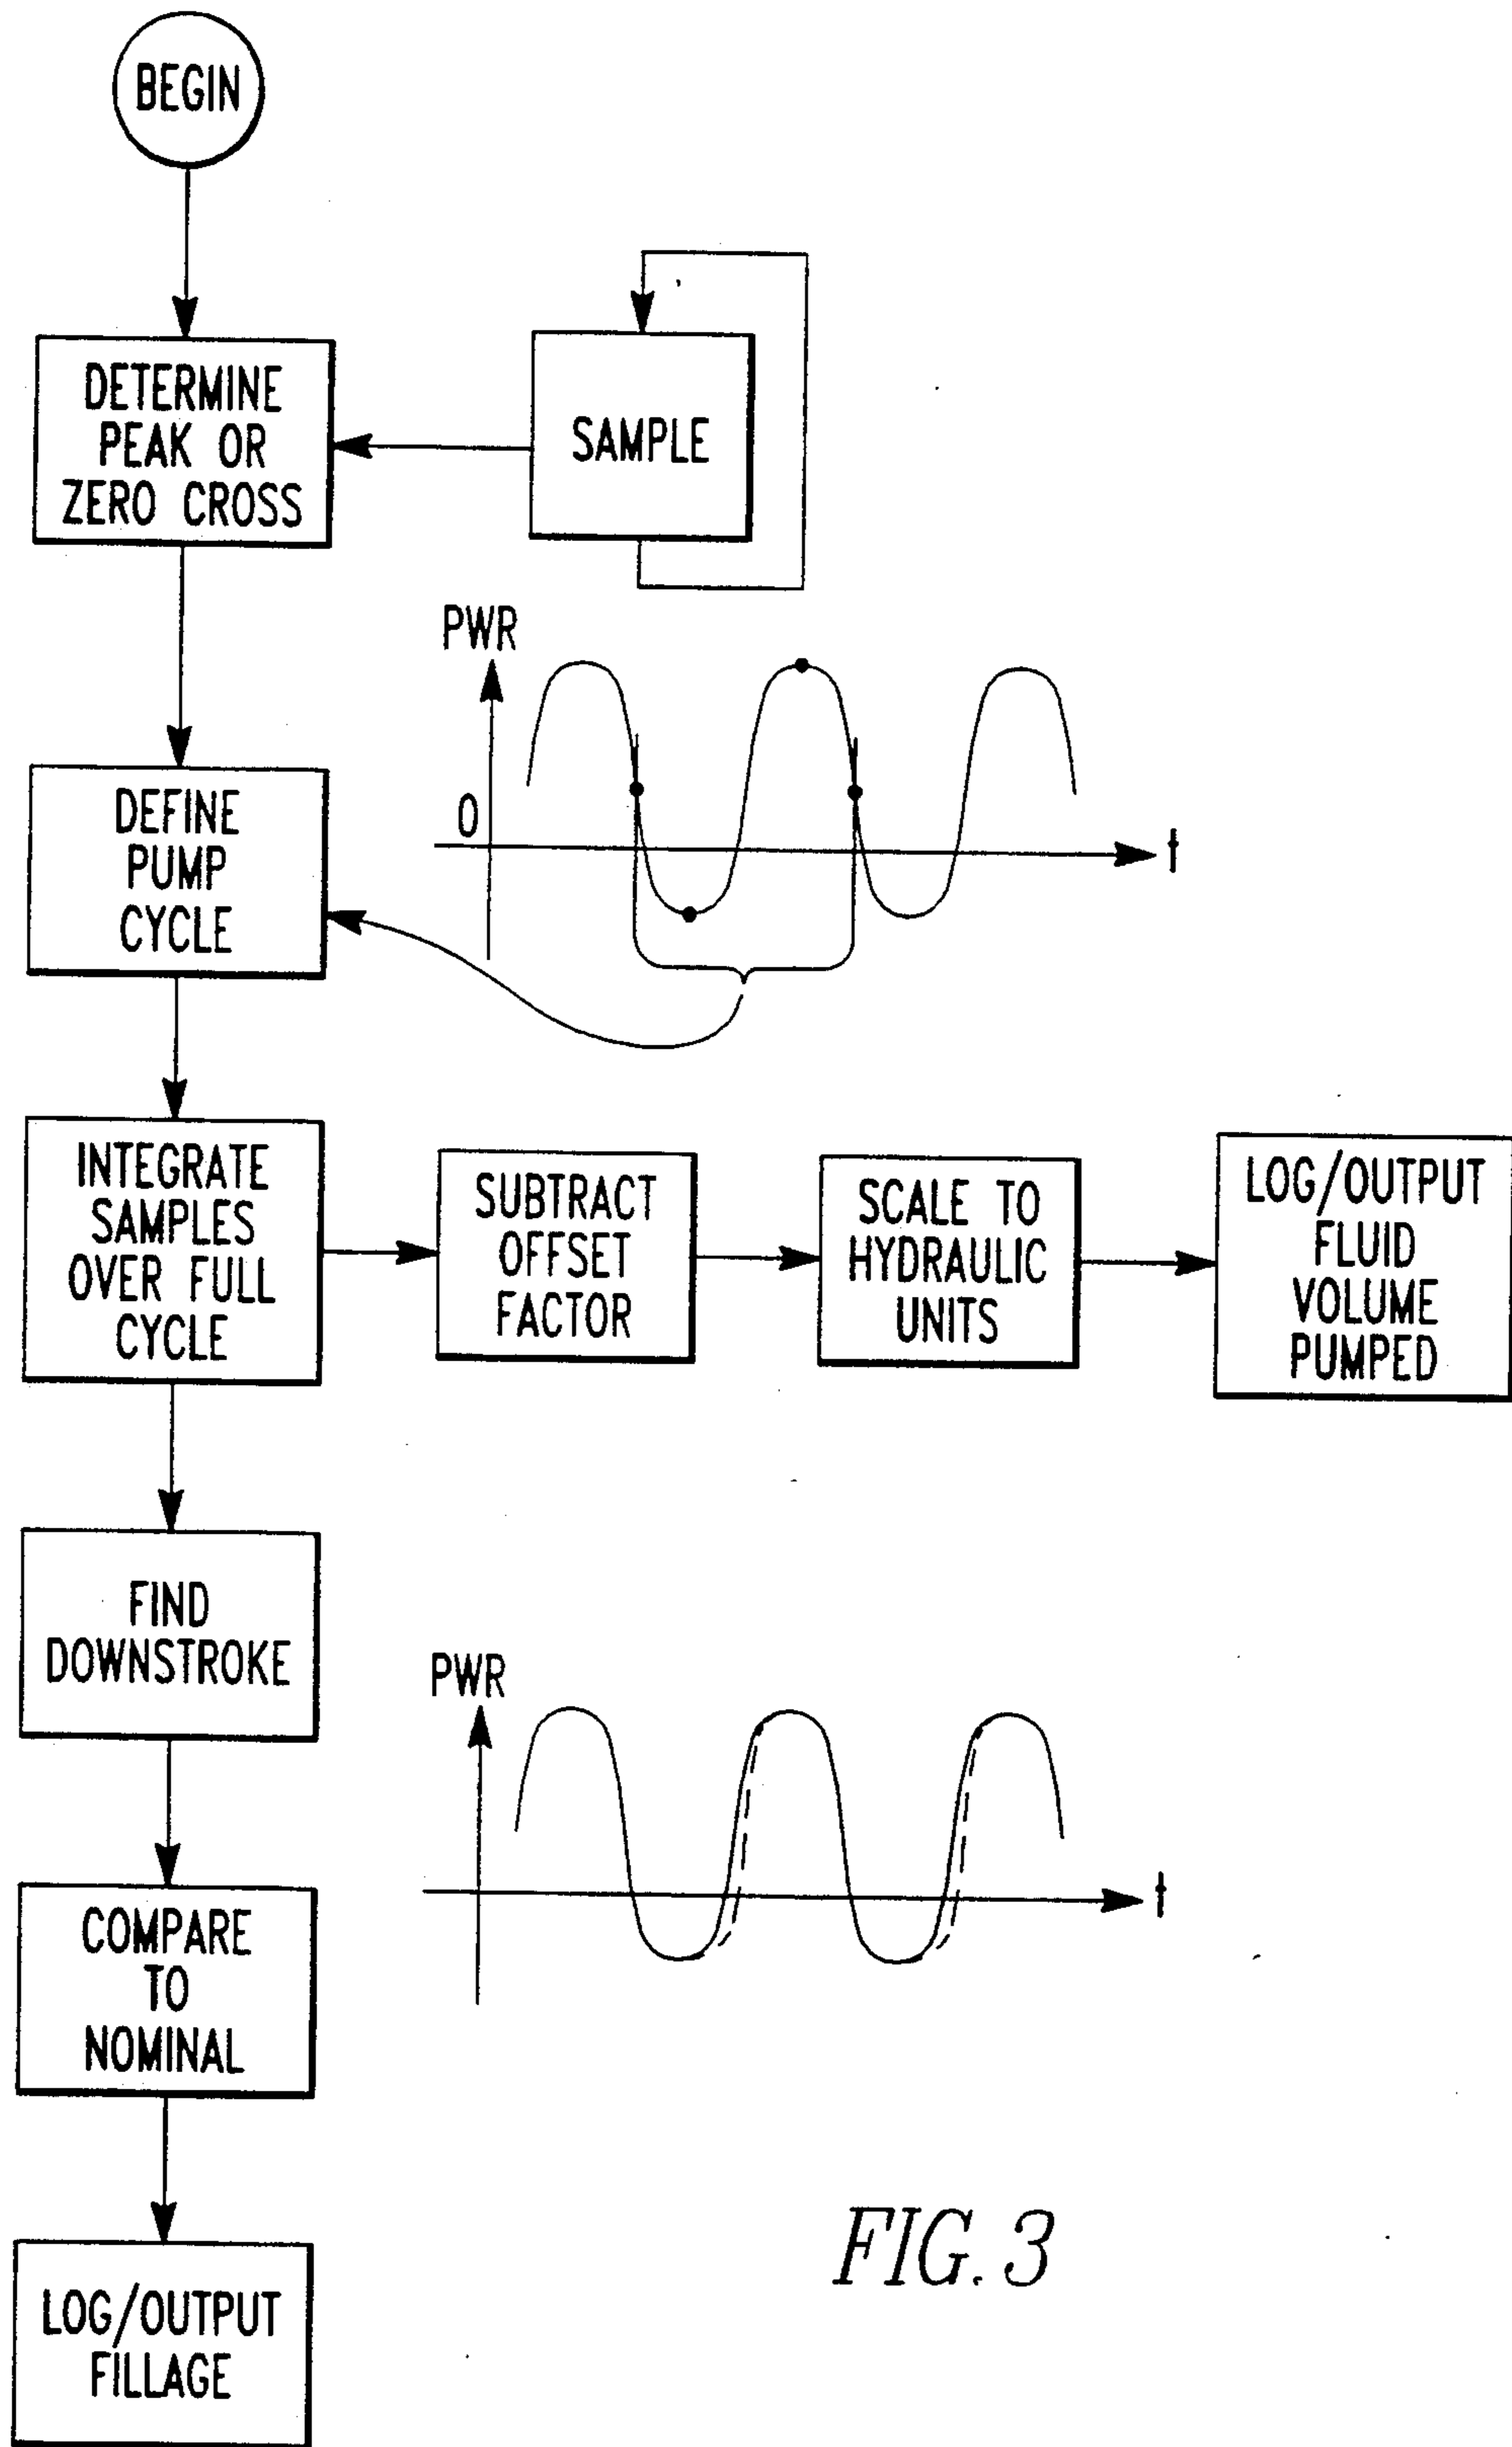 BEGIN
DETERMINE
PEAK OR
ZERO CROSS
SAMPLE
PWR
0
t
DEFINE
PUMP
CYCLE
INTEGRATE
SAMPLES
OVER FULL
CYCLE
SUBTRACT
OFFSET
FACTOR
SCALE TO
HYDRAULIC
UNITS
LOG/OUTPUT
FLUID
VOLUME
PUMPED
FIND
DOWNSTROKE
PWR
t
COMPARE
TO
NOMINAL
LOG/OUTPUT
FILLAGE
FIG. 3